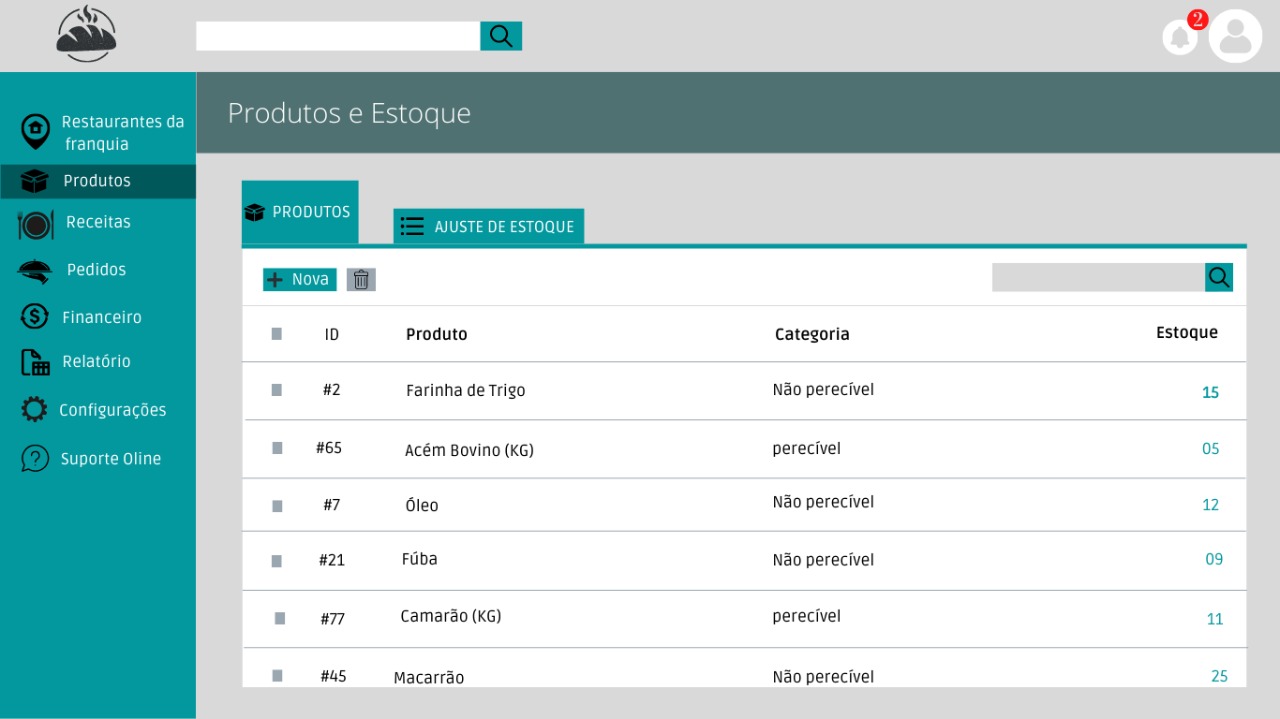 2
Restaurantes da
franquia
Produtos
Receitas
Pedidos
Financeiro
Relatório
Configurações
Suporte Oline
Produtos e Estoque
PRODUTOS
AJUSTE DE ESTOQUE
+ Nova
ID Produto Categoria Estoque
#2 Farinha de Trigo Não perecível 15
#65 Acém Bovino (KG) perecível 05
#7 Óleo Não perecível 12
#21 Fúba Não perecível 09
#77 Camarão (KG) perecível 11
#45 Macarrão Não perecível 25